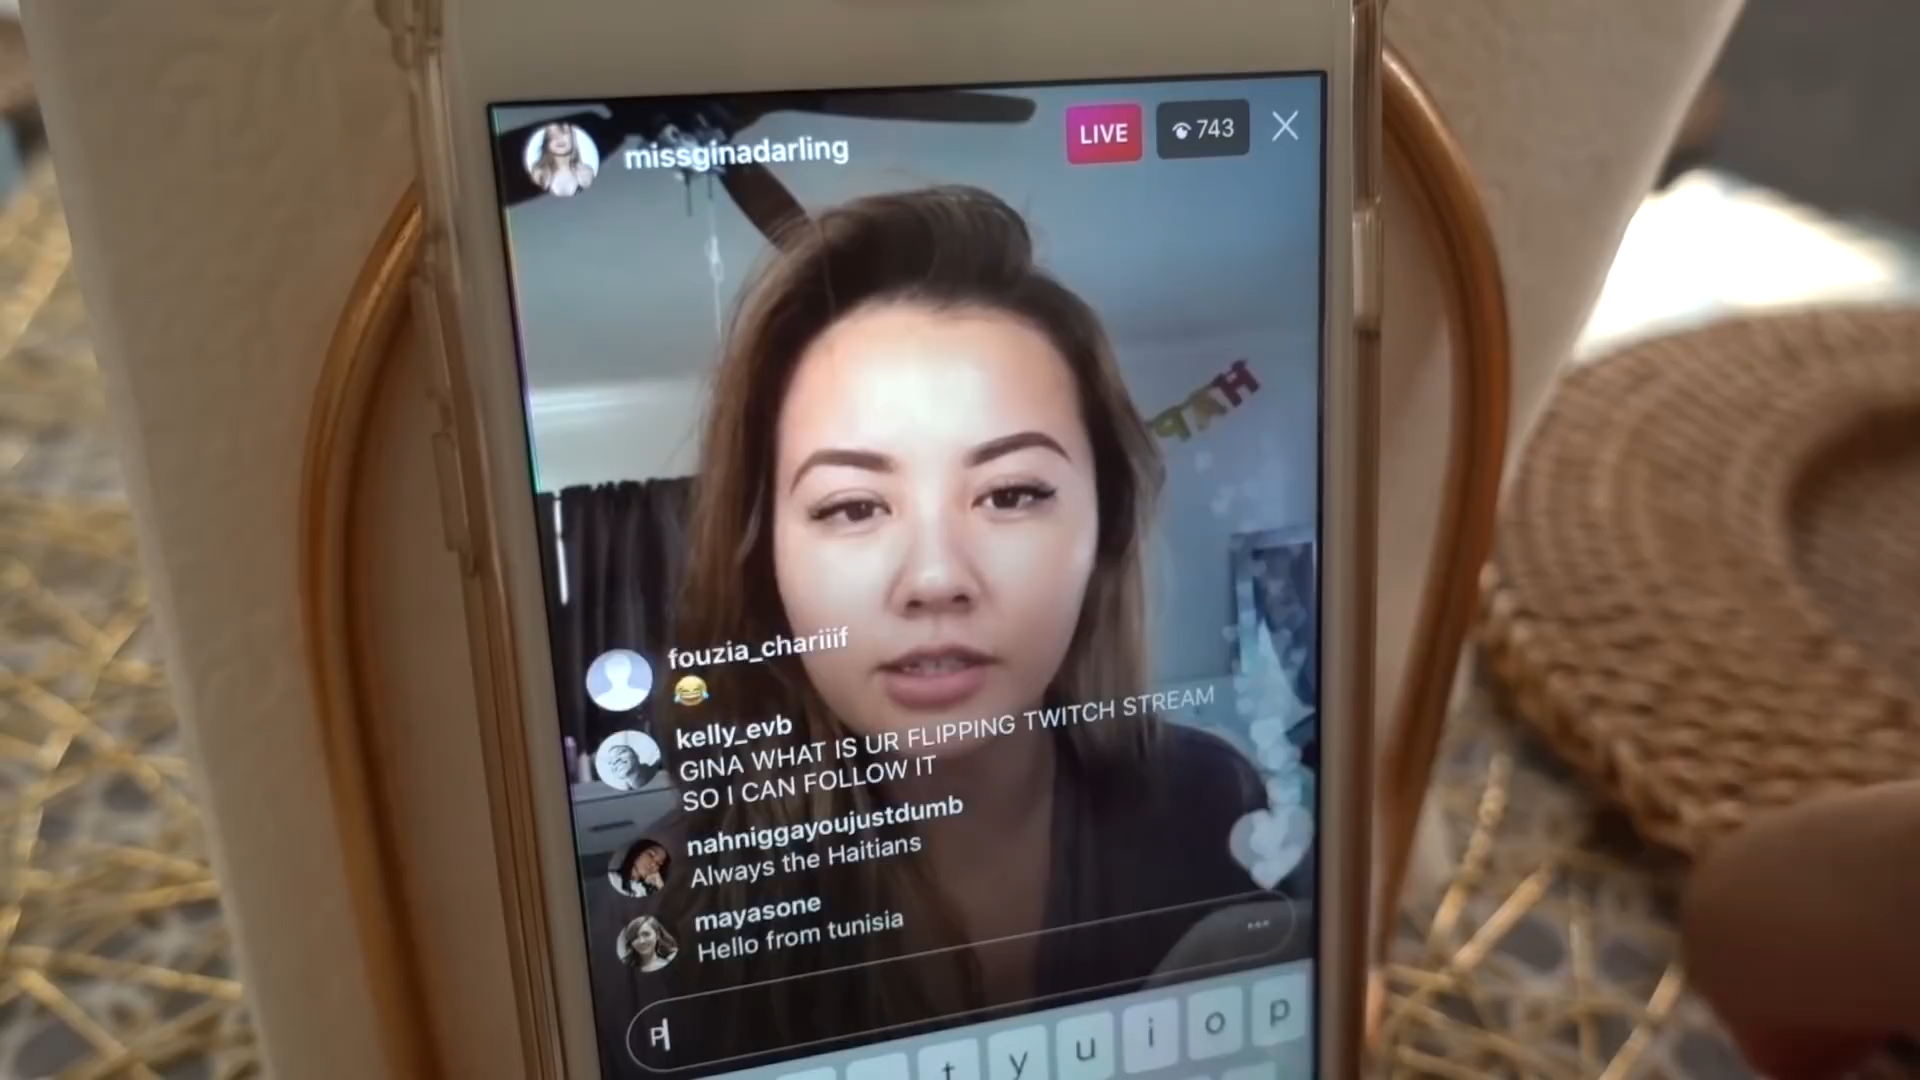 missginadarling
LIVE
743
HAPP
fouzia_chariiif
😂
kelly_evb
GINA WHAT IS UR FLIPPING TWITCH STREAM
SO I CAN FOLLOW IT
nahniggayoujustdumb
Always the Haitians
mayasone
Hello from tunisia
P
t y u i o p